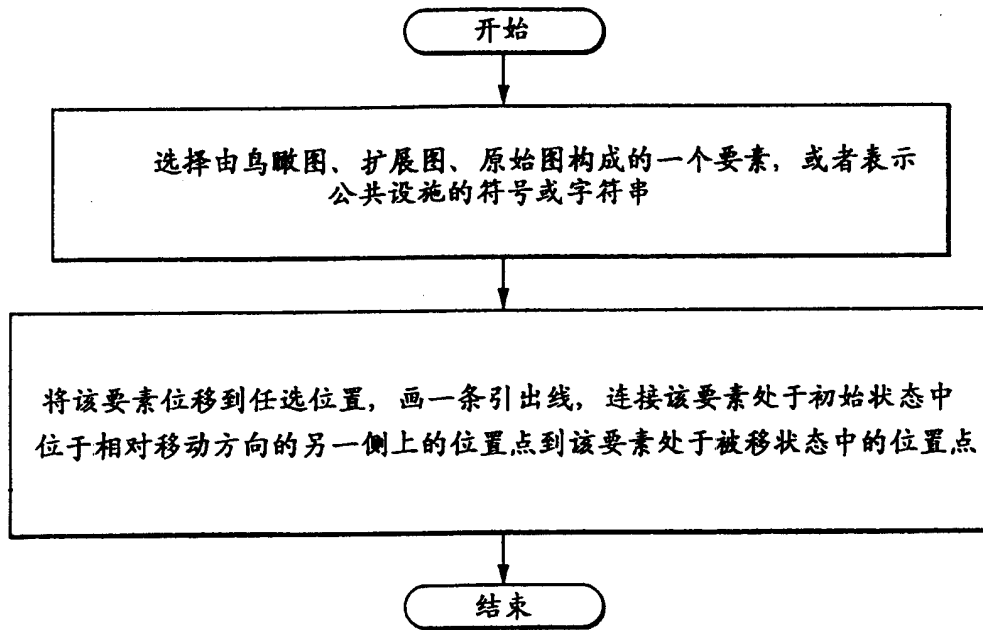 开始
选择由鸟瞰图、扩展图、原始图构成的一个要素，或者表示
公共设施的符号或字符串
将该要素位移到任选位置，画一条引出线，连接该要素处于初始状态中
位于相对移动方向的另一侧上的位置点到该要素处于被移状态中的位置点
结束